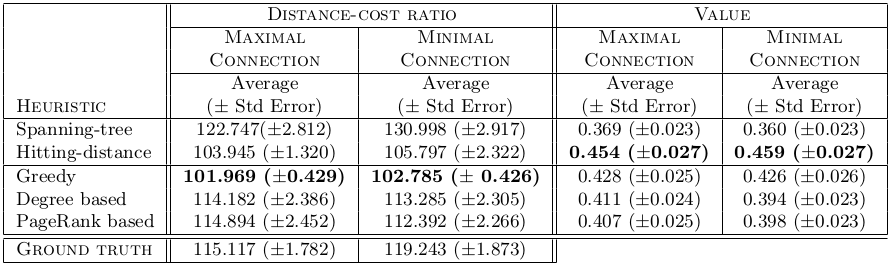 DISTANCE-COST RATIO VALUE
MAXIMAL MINIMAL MAXIMAL MINIMAL
CONNECTION CONNECTION CONNECTION CONNECTION
Average Average Average Average
HEURISTIC (± Std Error) (± Std Error) (± Std Error) (± Std Error)
Spanning-tree 122.747(±2.812) 130.998 (±2.917) 0.369 (±0.023) 0.360 (±0.023)
Hitting-distance 103.945 (±1.320) 105.797 (±2.322) 0.454 (±0.027) 0.459 (±0.027)
Greedy 101.969 (±0.429) 102.785 (± 0.426) 0.428 (±0.025) 0.426 (±0.026)
Degree based 114.182 (±2.386) 113.285 (±2.305) 0.411 (±0.024) 0.394 (±0.023)
PageRank based 114.894 (±2.452) 112.392 (±2.266) 0.407 (±0.025) 0.398 (±0.023)
GROUND TRUTH 115.117 (±1.782) 119.243 (±1.873)